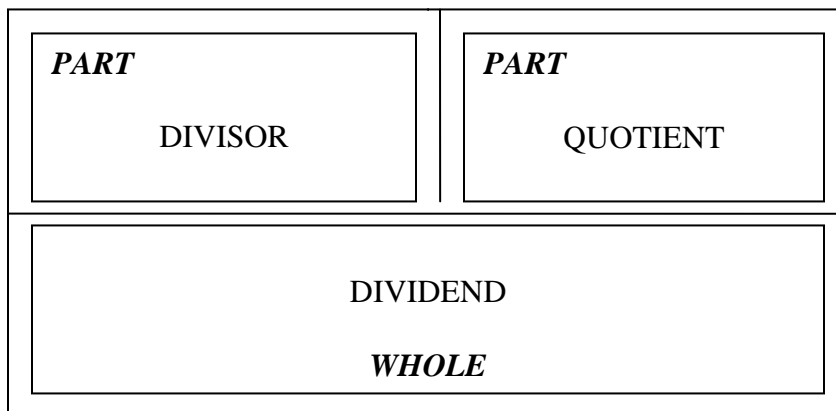 PART
DIVISOR
PART
QUOTIENT
DIVIDEND
WHOLE